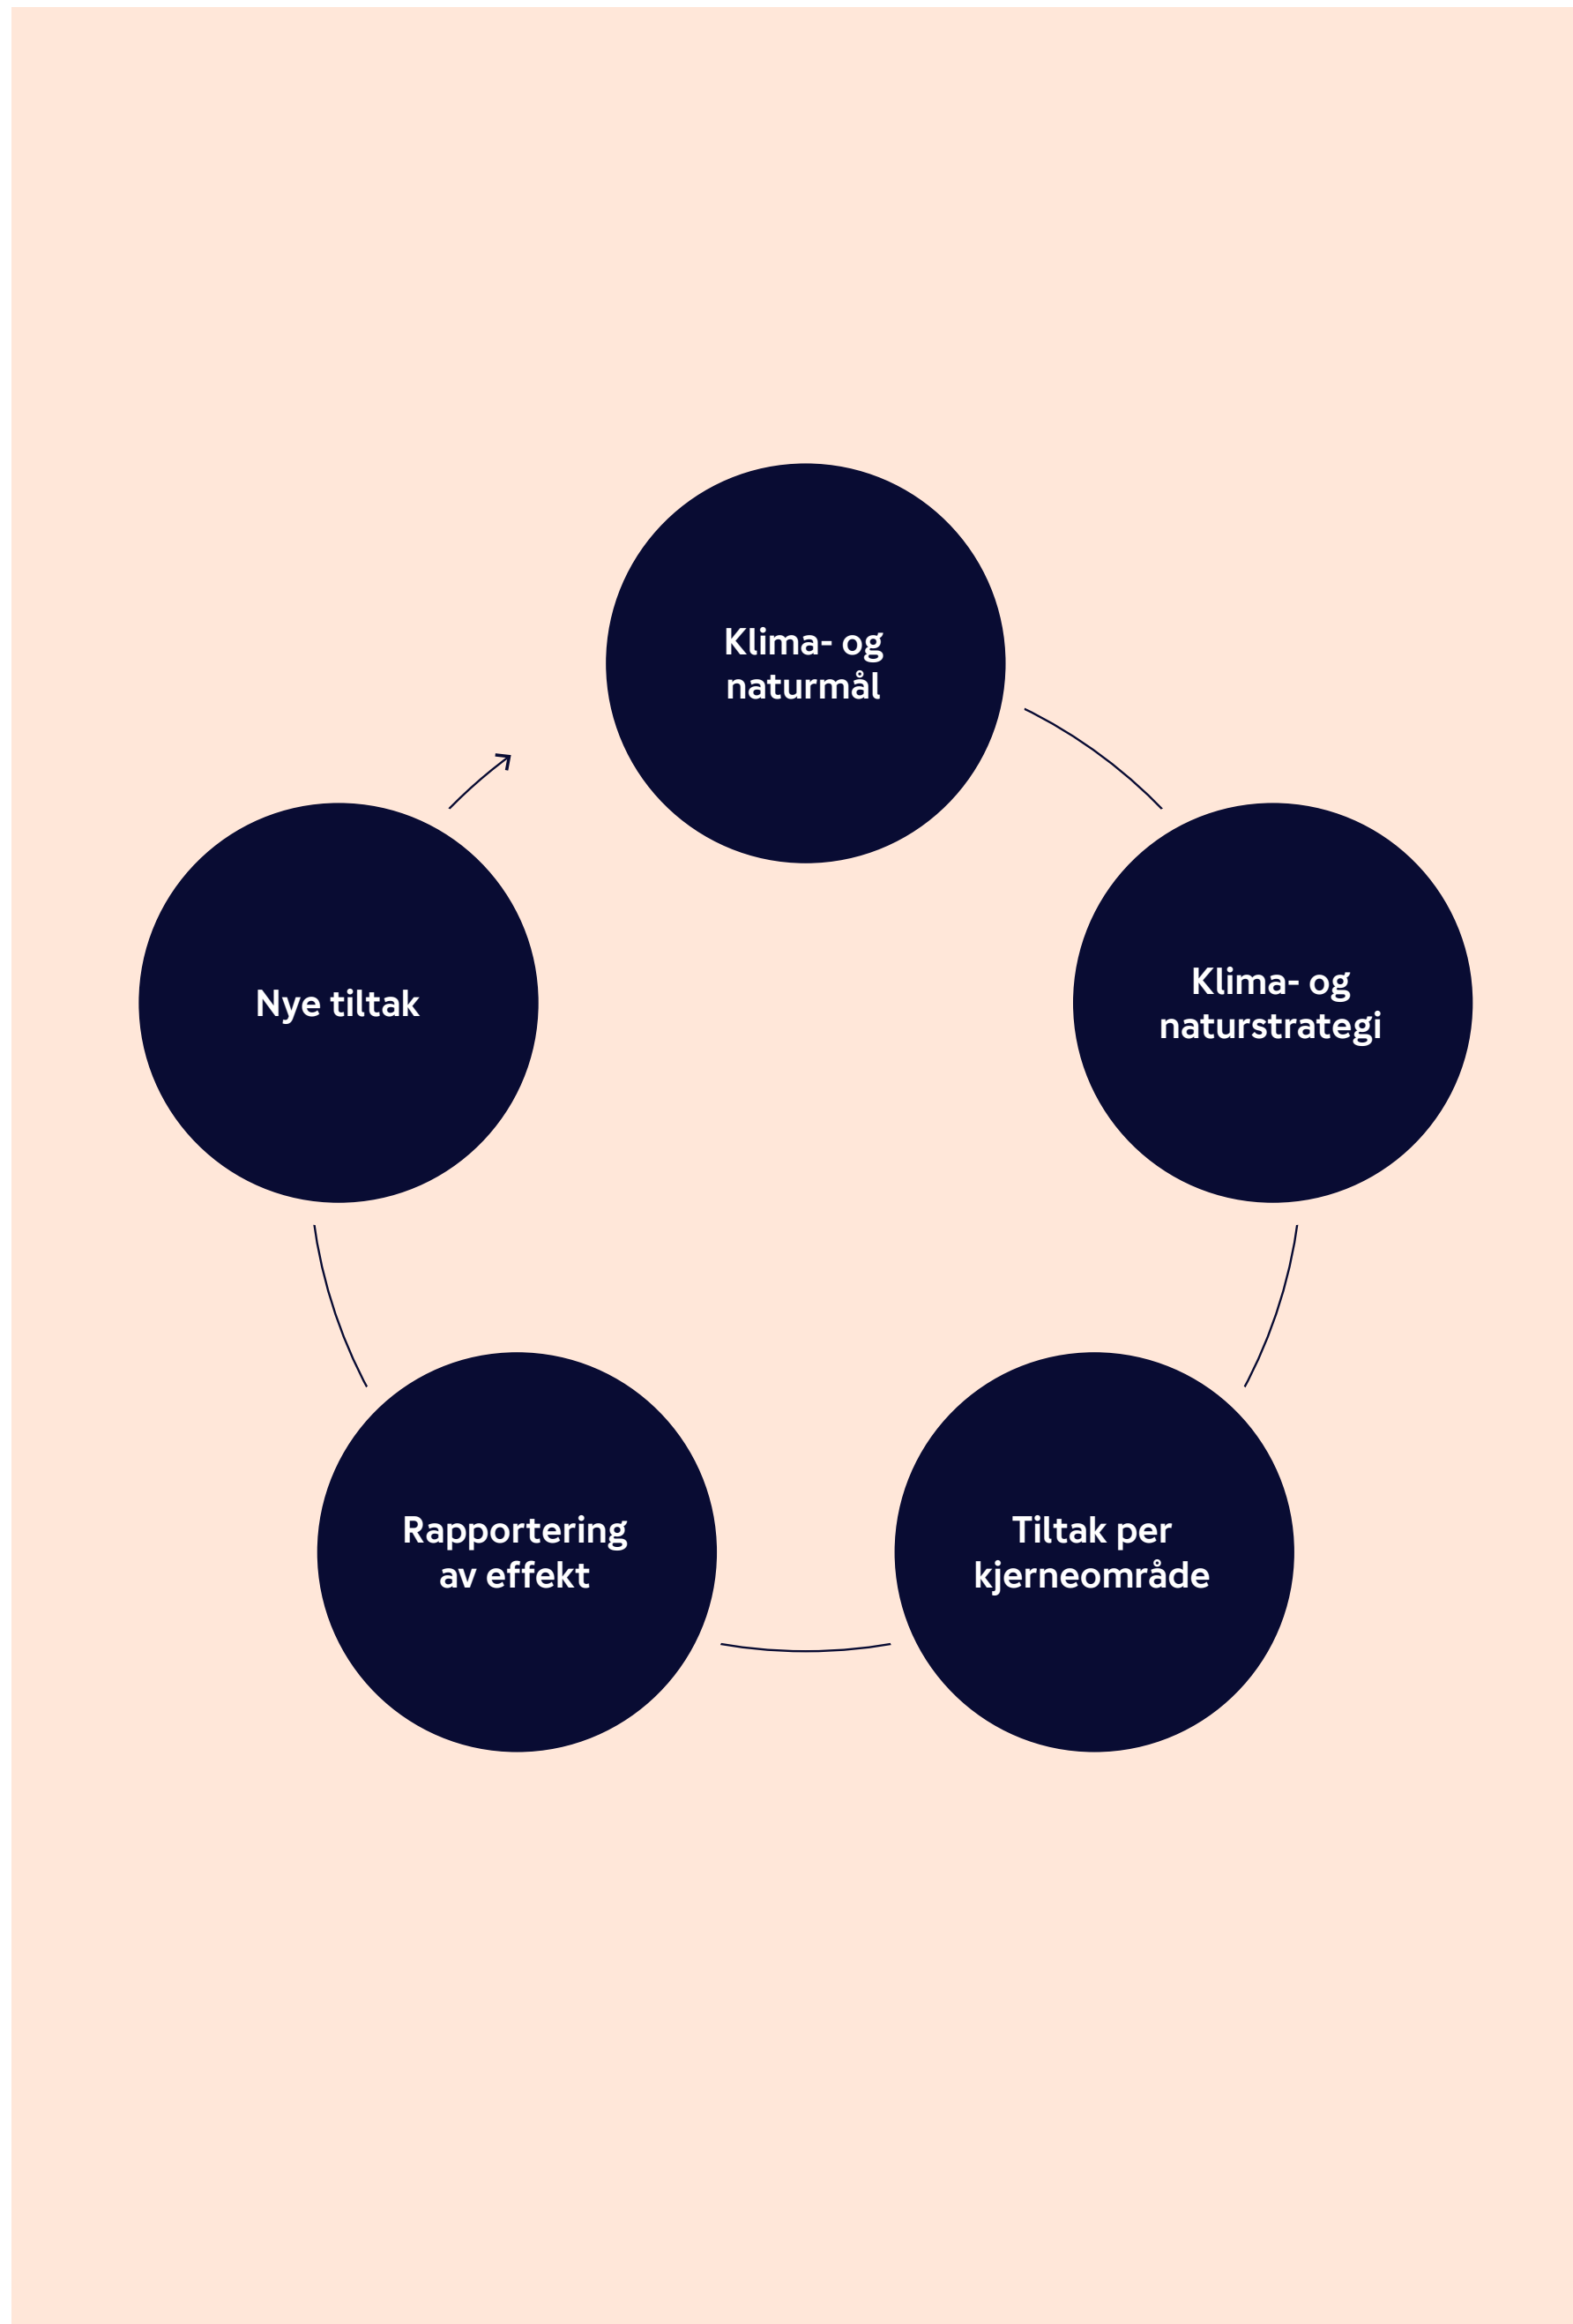 Klima- og
naturmål
Klima- og
naturstrategi
Tiltak per
kjerneområde
Rapportering
av effekt
Nye tiltak